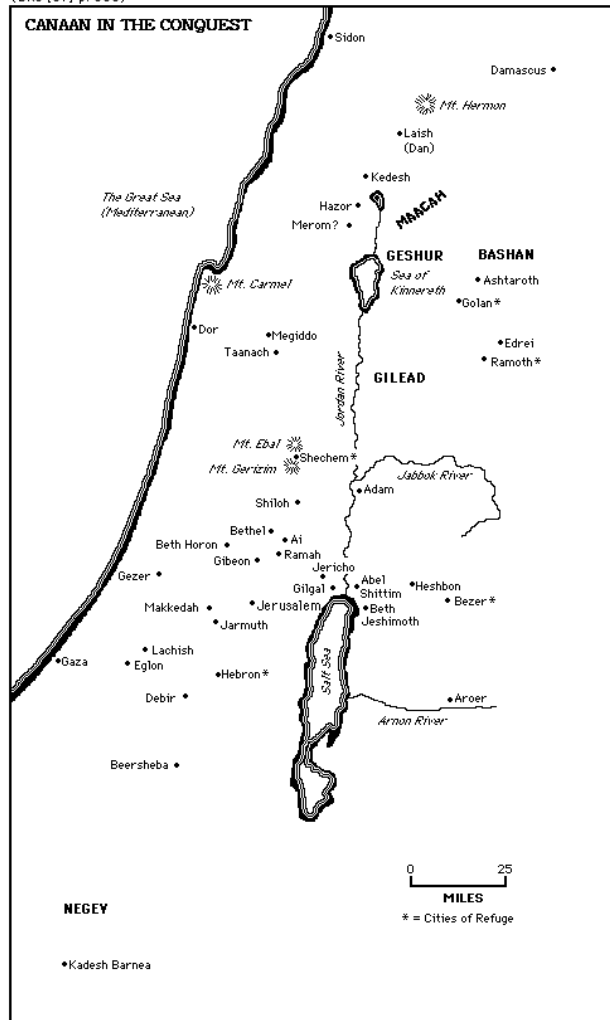 CANAAN IN THE CONQUEST
Sidon
Damascus
Mt. Hermon
Laish
(Dan)
Kedesh
The Great Sea
(Mediterranean)
Hazor
MAACAH
Merom?
GESHUR
BASHAN
Sea of
Kinnereth
Ashtaroth
Mt. Carmel
Golan*
Dor
Megiddo
Edrei
Taanach
Ramoth*
Jordan River
GILEAD
Mt. Ebal
Shechem*
Mt. Gerizim
Jabbok River
Adam
Shiloh
Bethel
Ai
Beth Horon
Ramah
Gibeon
Jericho
Gezer
Abel
Shittim
Heshbon
Gilgal
Bezer*
Makkedah
Jerusalem
Beth
Jeshimoth
Jarmuth
Lachish
Gaza
Eglon
Hebron*
Salt Sea
Debir
Aroer
Arnon River
Beersheba
0 25
MILES
* = Cities of Refuge
NEGEV
Kadesh Barnea